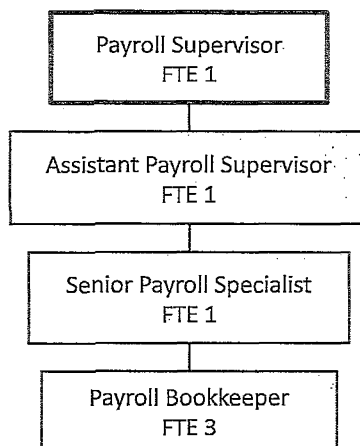 Payroll Supervisor
FTE 1
Assistant Payroll Supervisor
FTE 1
Senior Payroll Specialist
FTE 1
Payroll Bookkeeper
FTE 3